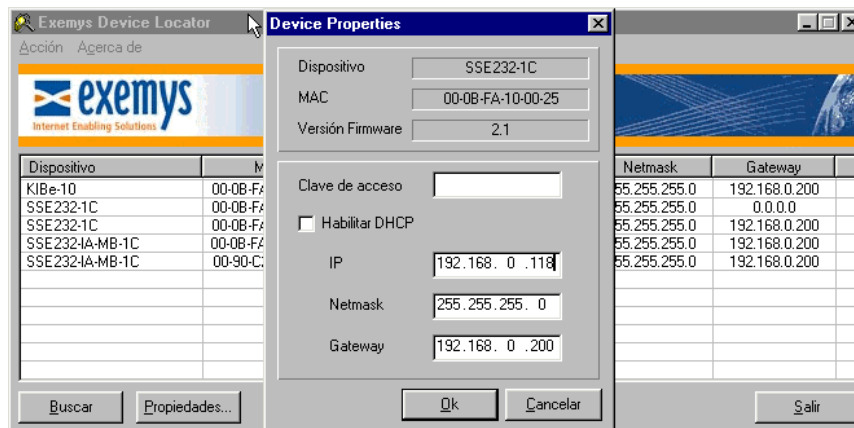 Exemys Device Locator
Acción Acerca de
exemys
Internet Enabling Solutions
Device Properties
Dispositivo SSE232-1C
MAC 00-0B-FA-10-00-25
Versión Firmware 2.1
Clave de acceso
Habilitar DHCP
IP 192.168. 0 .118
Netmask 255.255.255. 0
Gateway 192.168. 0 .200
Ok Cancelar
Dispositivo M Netmask Gateway
KIBe-10 00-0B-FA 55.255.255.0 192.168.0.200
SSE232-1C 00-0B-FA 55.255.255.0 0.0.0.0
SSE232-1C 00-0B-FA 55.255.255.0 192.168.0.200
SSE232-IA-MB-1C 00-0B-FA 55.255.255.0 192.168.0.200
SSE232-IA-MB-1C 00-90-C2 55.255.255.0 192.168.0.200
Buscar Propiedades... Salir